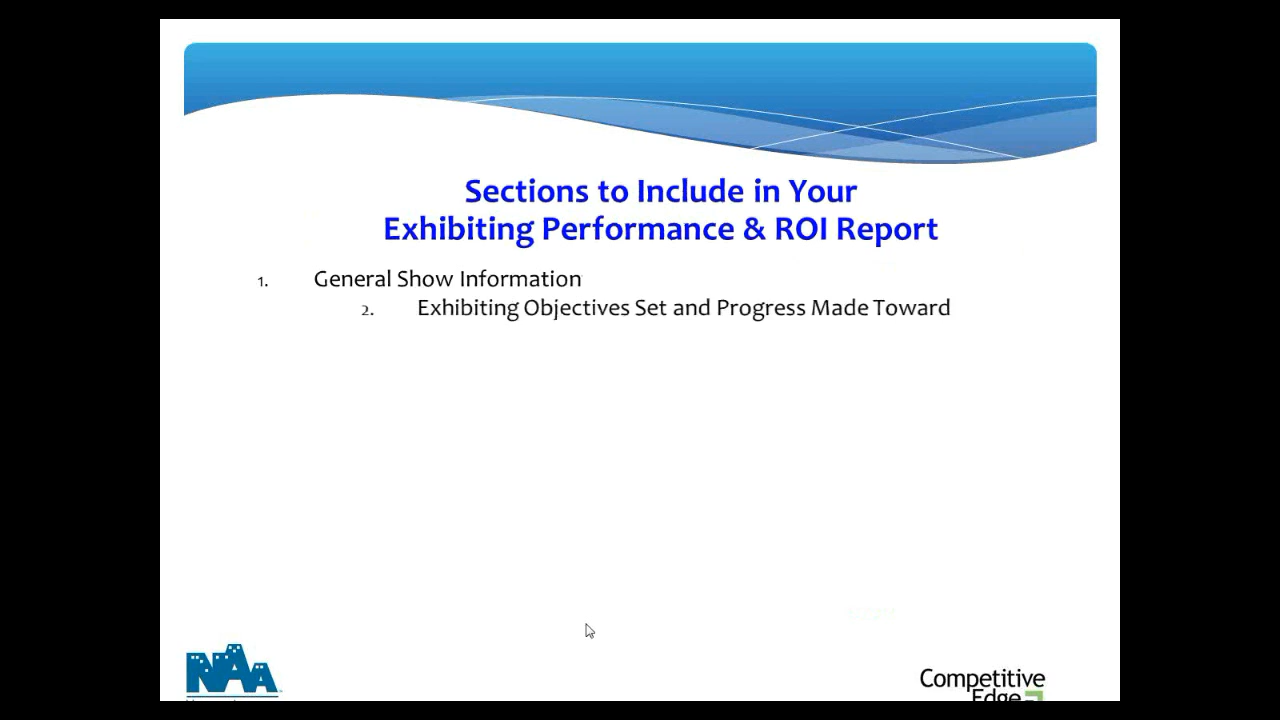 Sections to Include in Your
Exhibiting Performance & ROI Report
1. General Show Information
2. Exhibiting Objectives Set and Progress Made Toward
NAA
Competitive
Edge